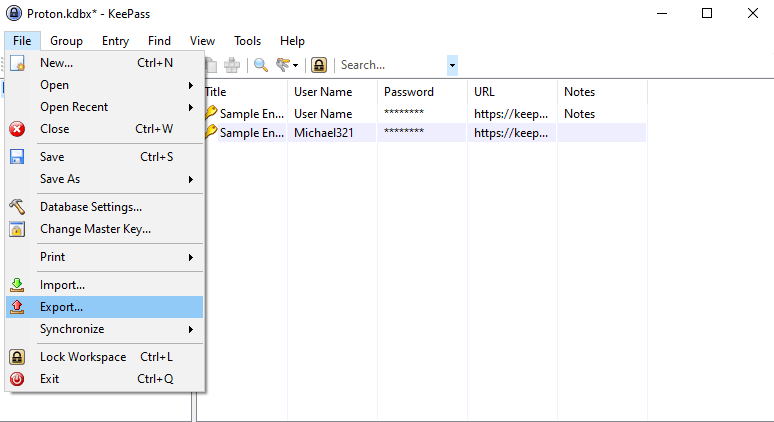 Proton.kdbx* - KeePass
File Group Entry Find View Tools Help
Search...
New... Ctrl+N
Open
Open Recent
Close Ctrl+W
Save Ctrl+S
Save As
Database Settings...
Change Master Key...
Print
Import...
Export...
Synchronize
Lock Workspace Ctrl+L
Exit Ctrl+Q
Title User Name Password URL Notes
Sample En... User Name ******** https://keep... Notes
Sample En... Michael321 ******** https://keep...